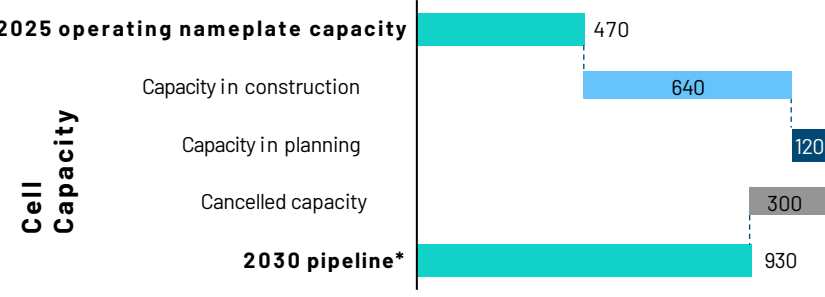 2025 operating nameplate capacity
470
Capacity in construction
640
Capacity in planning
120
Cancelled capacity
300
2030 pipeline*
930
Cell
Capacity